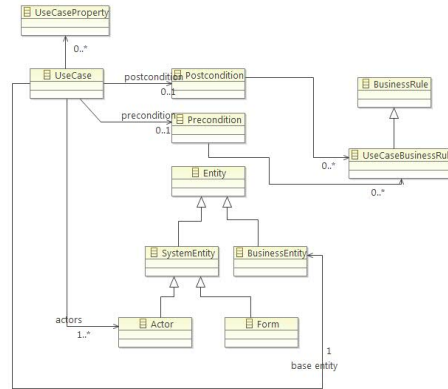 UseCaseProperty
0..*
UseCase
postcondition
0..1
Postcondition
BusinessRule
precondition
0..1
Precondition
UseCaseBusinessRul
0..*
0..*
Entity
SystemEntity
BusinessEntity
actors
1..*
Actor
Form
1
base entity